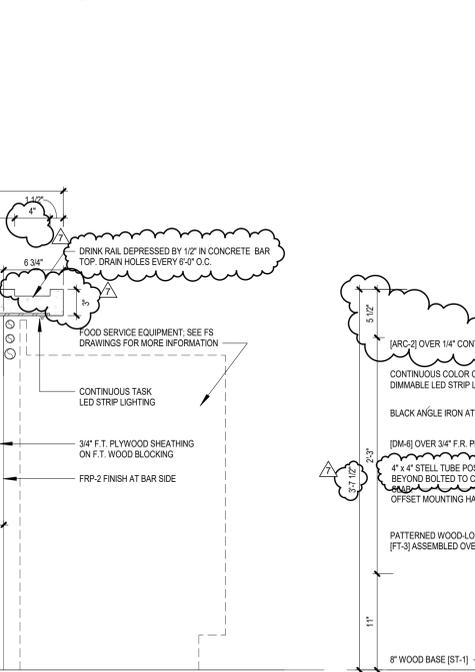 1 1/2"
4"
7
DRINK RAIL DEPRESSED BY 1/2" IN CONCRETE BAR
TOP. DRAIN HOLES EVERY 6'-0" O.C.
6 3/4"
7
3"
FOOD SERVICE EQUIPMENT; SEE FS
DRAWINGS FOR MORE INFORMATION
CONTINUOUS TASK
LED STRIP LIGHTING
3/4" F.T. PLYWOOD SHEATHING
ON F.T. WOOD BLOCKING
FRP-2 FINISH AT BAR SIDE
5 1/2"
[ARC-2] OVER 1/4" CON
CONTINUOUS COLOR
DIMMABLE LED STRIP
BLACK ANGLE IRON AT
2'-3"
[DM-6] OVER 3/4" F.R.
7
3'-7 1/2"
4" x 4" STELL TUBE POS
BEYOND BOLTED TO C
SLAB
OFFSET MOUNTING HA
PATTERNED WOOD-LO
[FT-3] ASSEMBLED OVE
11"
8" WOOD BASE [ST-1]